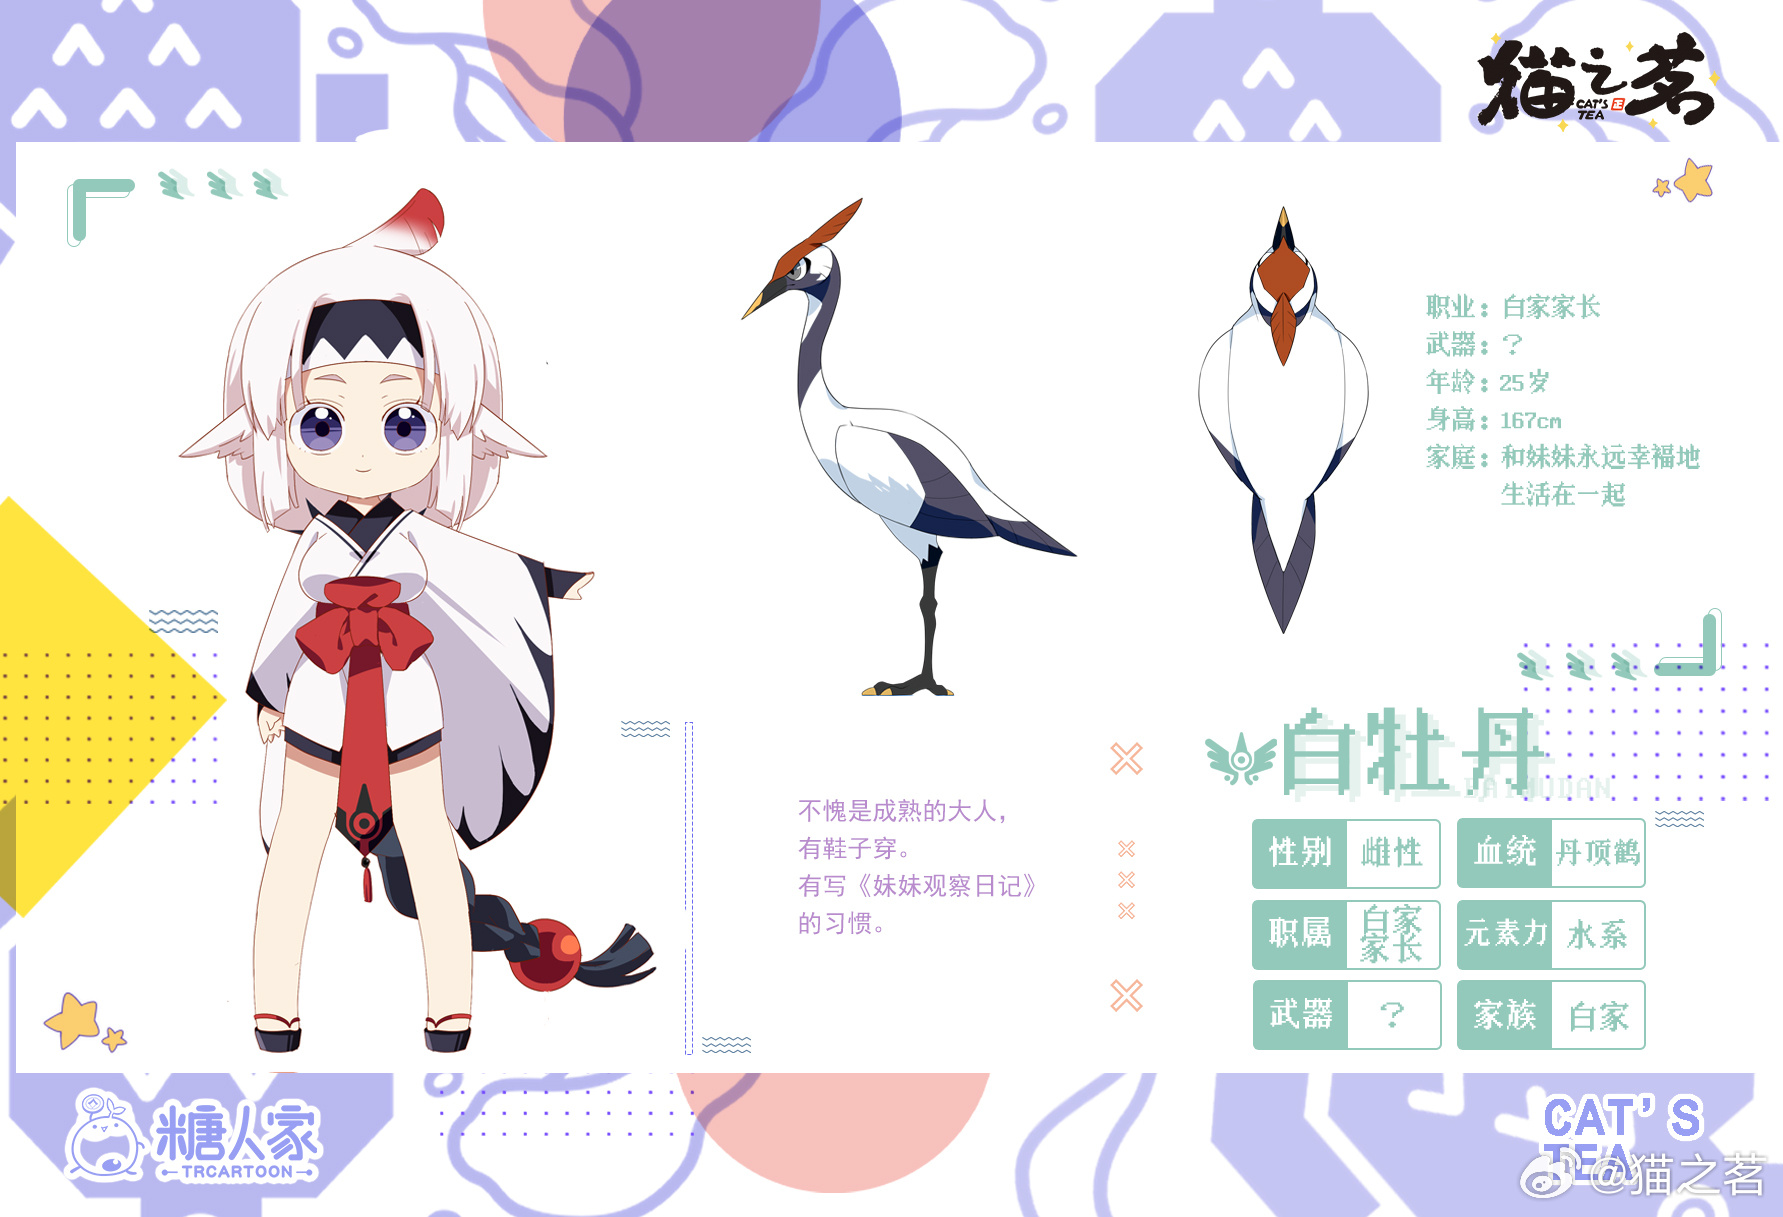 猫之茗
CAT'S
TEA
职业：白家家长
武器：？
年龄：25岁
身高：167cm
家庭：和妹妹永远幸福地
生活在一起
白牡丹
BAIMUDAN
不愧是成熟的大人，
有鞋子穿。
有写《妹妹观察日记》
的习惯。
性别 雌性
血统 丹顶鹤
职属 白家家长
元素力 水系
武器 ？
家族 白家
糖人家
TRCARTOON
CAT'S
TEA
@猫之茗